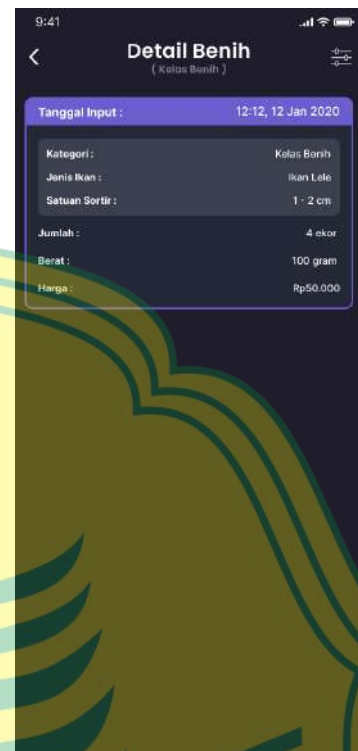 9:41
Detail Benih
( Kelas Benih )
Tanggal Input : 12:12, 12 Jan 2020
Kategori : Kelas Benih
Jenis Ikan : Ikan Lele
Satuan Sortir : 1 - 2 cm
Jumlah : 4 ekor
Berat : 100 gram
Harga : Rp50.000